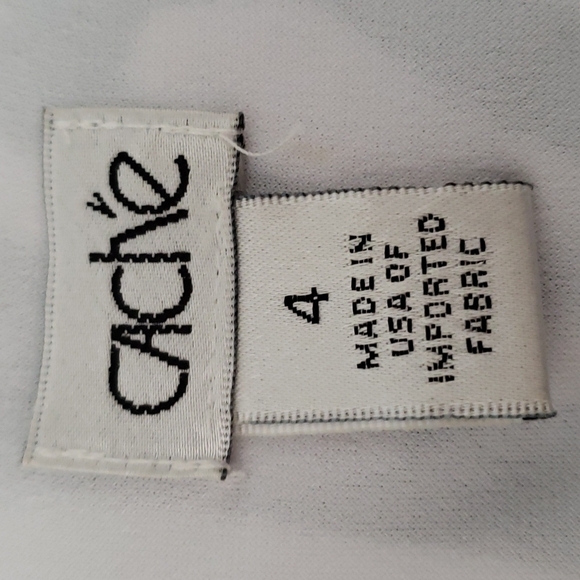 CACHÉ
4
MADE IN
USA OF
IMPORTED
FABRIC